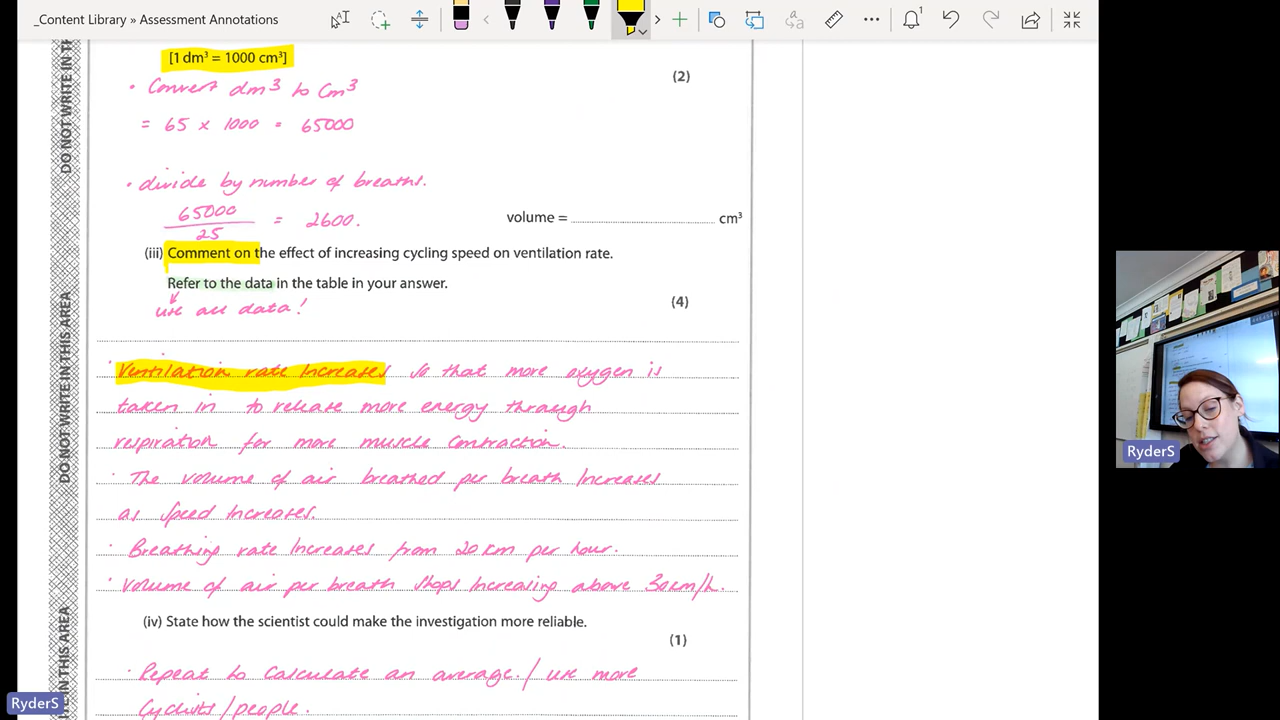 _Content Library » Assessment Annotations
[1 dm³ = 1000 cm³]
(2)
• Convert dm³ to cm³
= 65 x 1000 = 65000
• divide by number of breaths.
65000
25
= 2600.
volume = cm³
(iii) Comment on the effect of increasing cycling speed on ventilation rate.
Refer to the data in the table in your answer.
(4)
use all data!
• Ventilation rate increases so that more oxygen is
taken in to release more energy through
respiration for more muscle contraction.
• The volume of air breathed per breath increases
as speed increases.
• Breathing rate increases from 20 km per hour.
• Volume of air per breath stops increasing above 30km/h.
(iv) State how the scientist could make the investigation more reliable.
(1)
• Repeat to calculate an average. / use more
cyclists/people.
DO NOT WRITE IN TH
DO NOT WRITE IN THIS AREA
IN THIS AREA
RyderS
RyderS